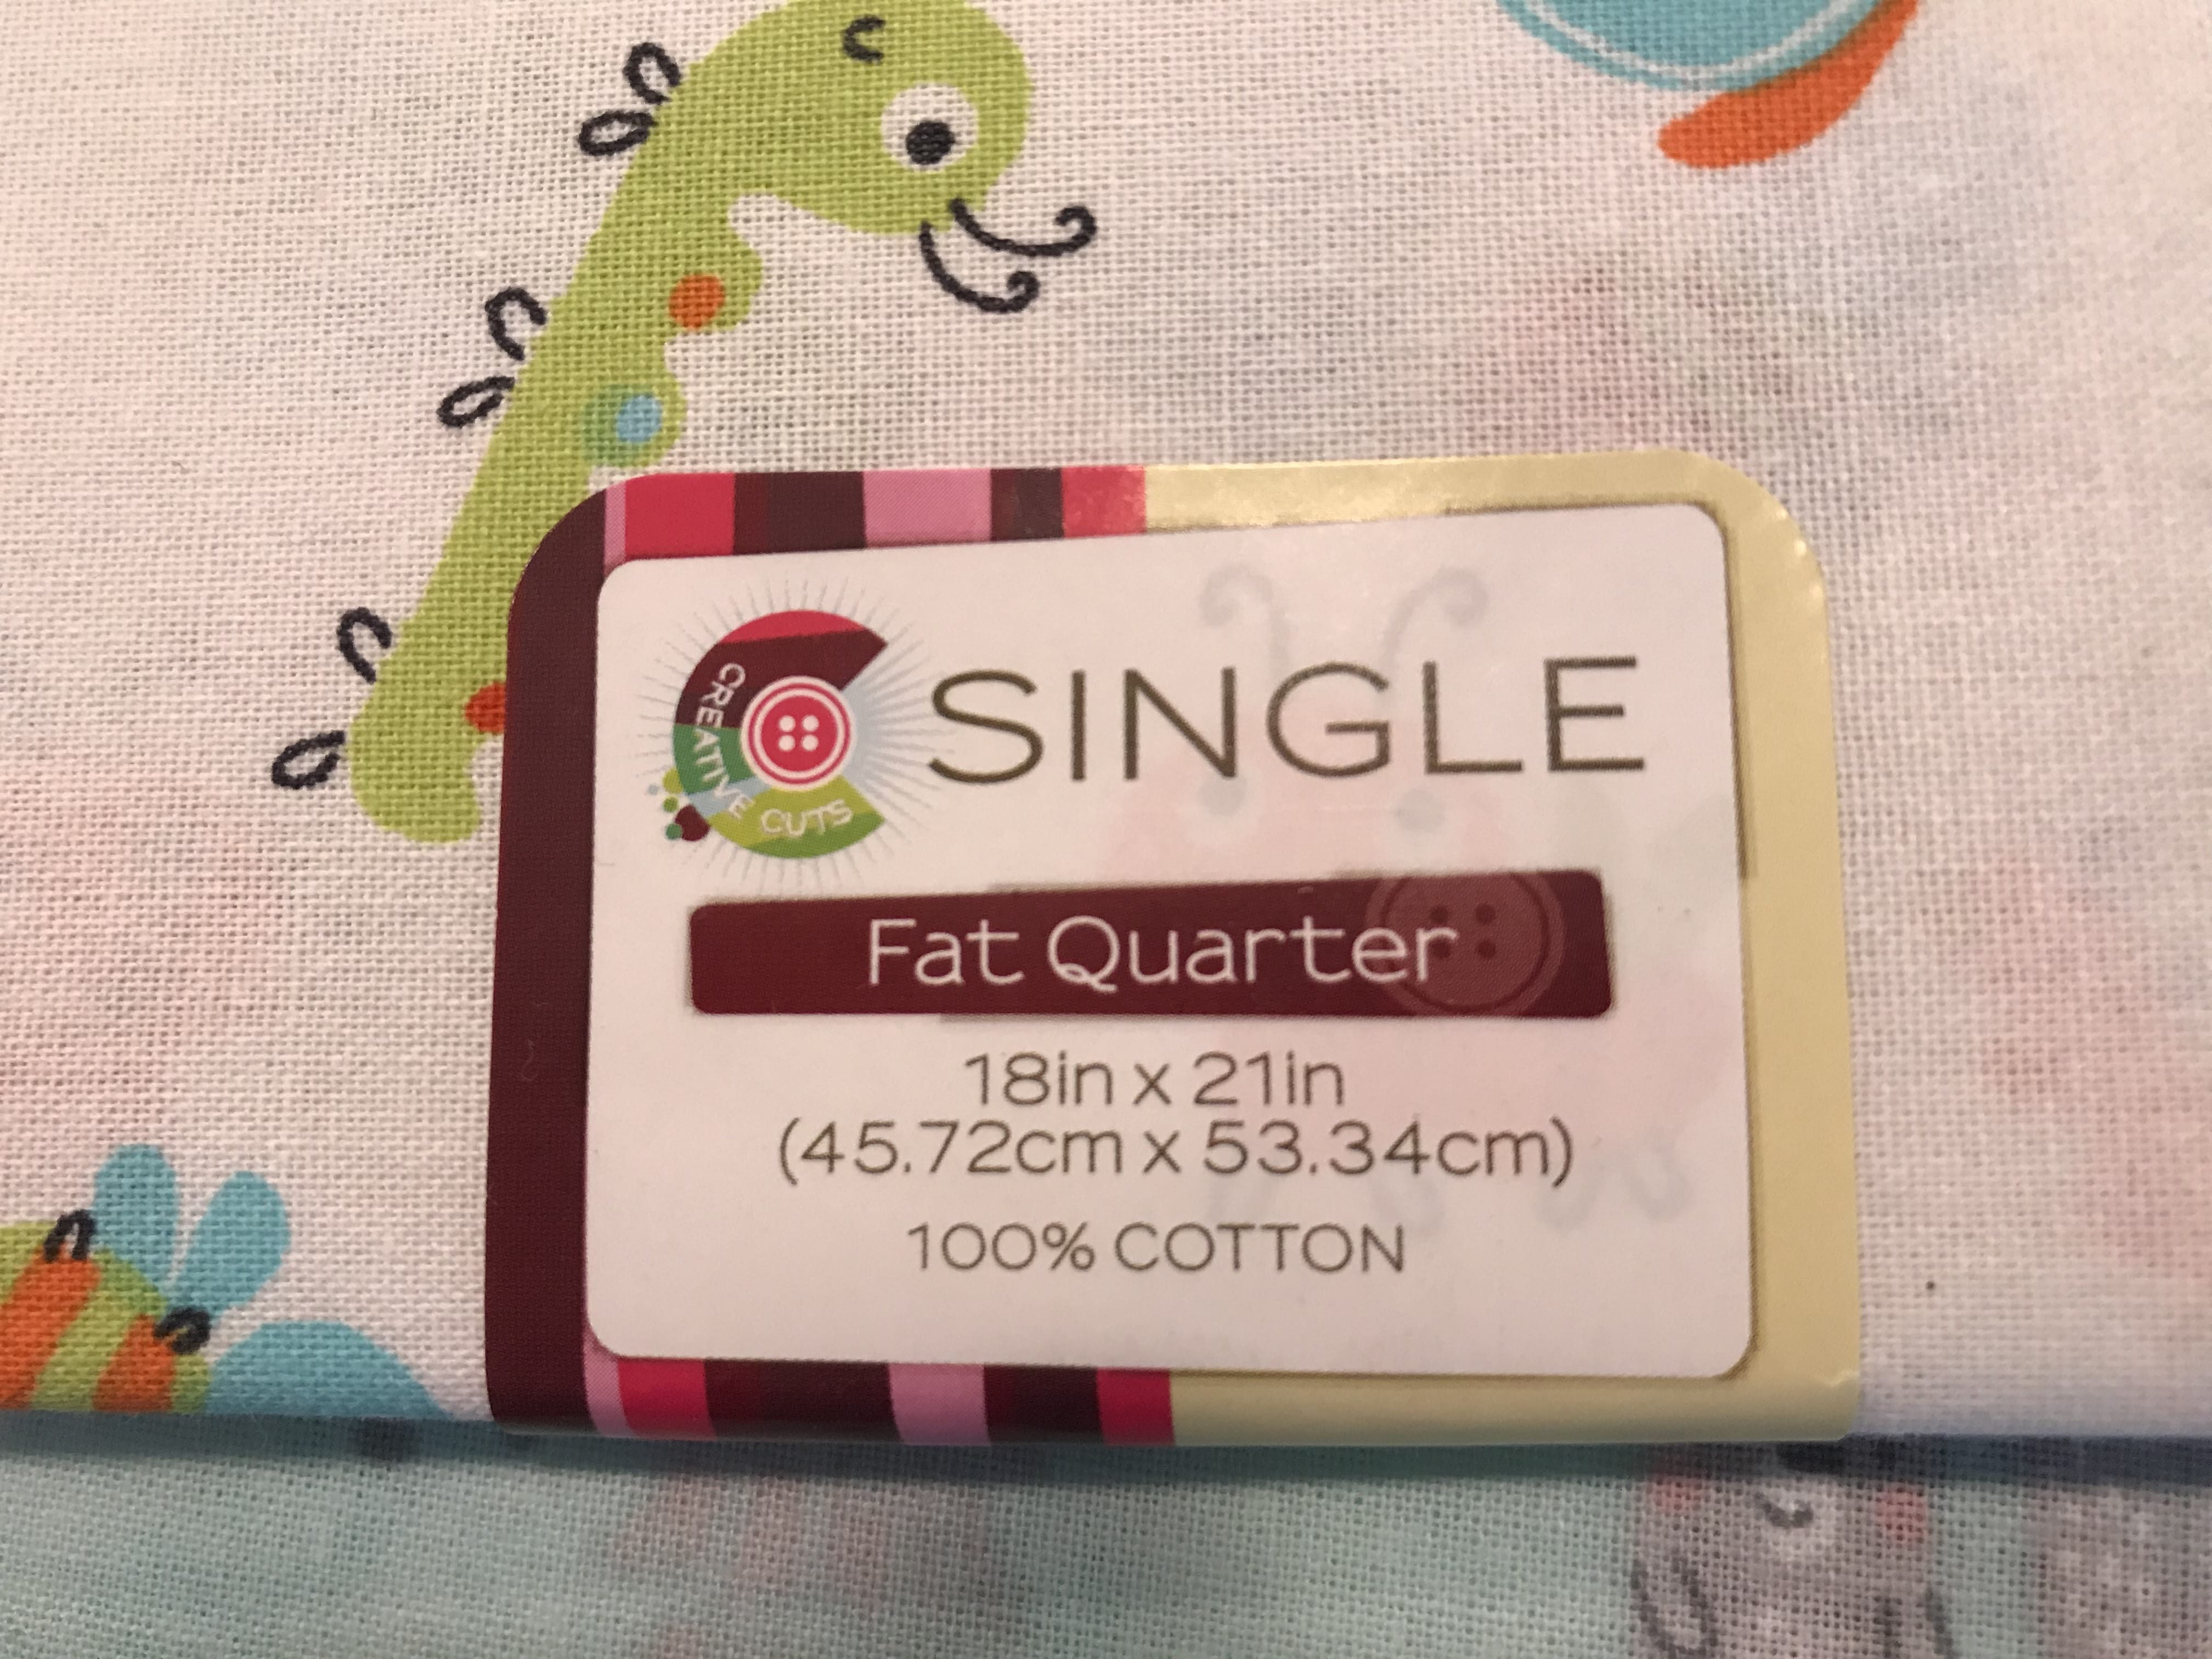 CREATIVE CUTS
SINGLE
Fat Quarter
18in x 21in
(45.72cm x 53.34cm)
100% COTTON